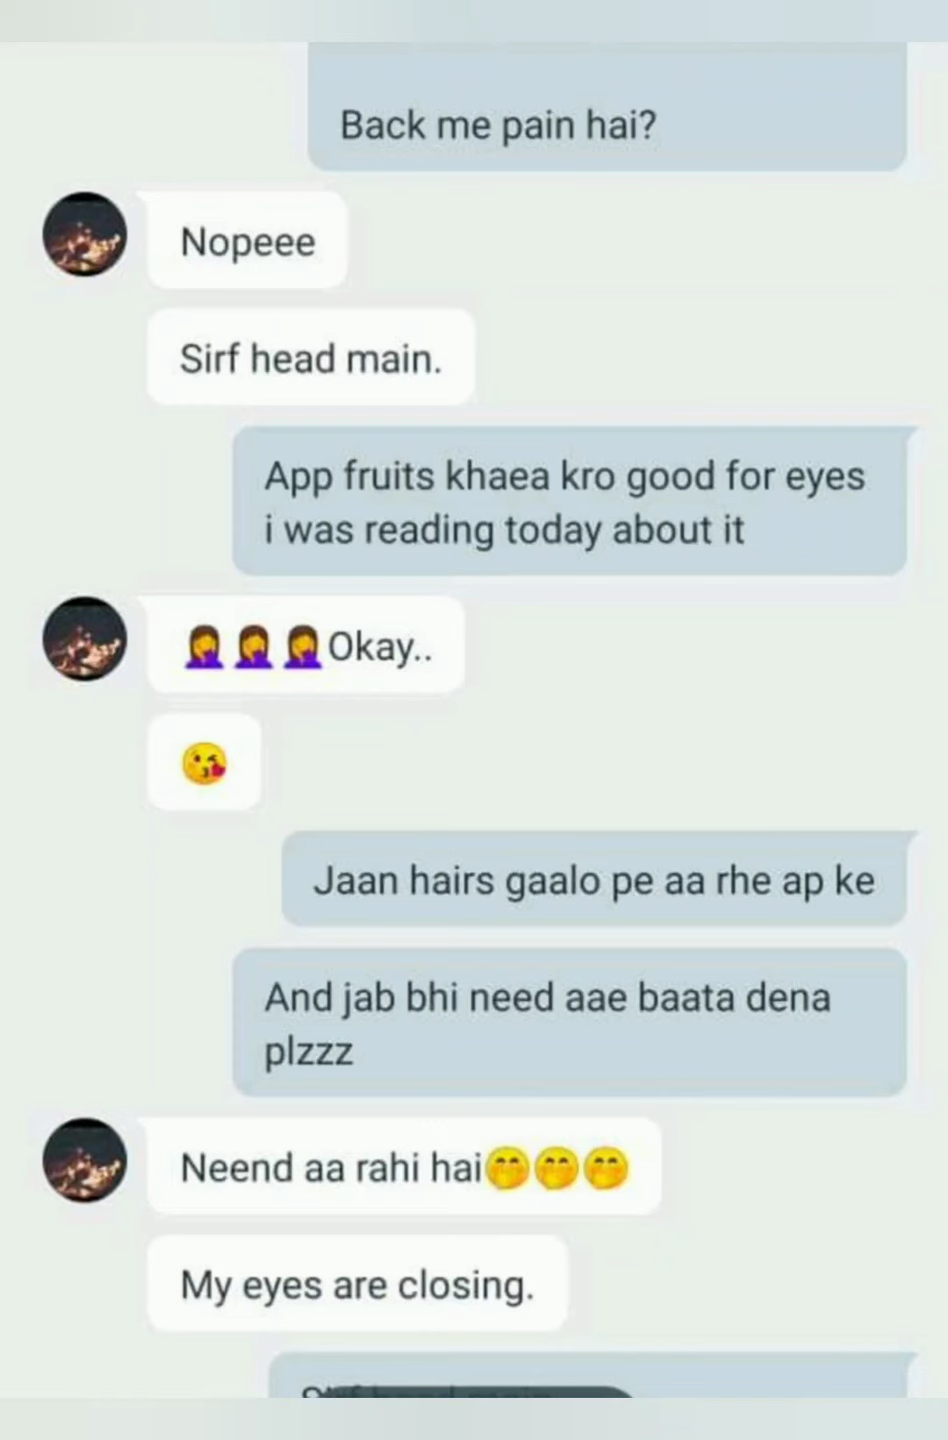 Back me pain hai?
Nopeee
Sirf head main.
App fruits khaea kro good for eyes
i was reading today about it
🤦‍♀️🤦‍♀️🤦‍♀️Okay..
😘
Jaan hairs gaalo pe aa rhe ap ke
And jab bhi need aae baata dena
plzzz
Neend aa rahi hai🤭🤭🤭
My eyes are closing.